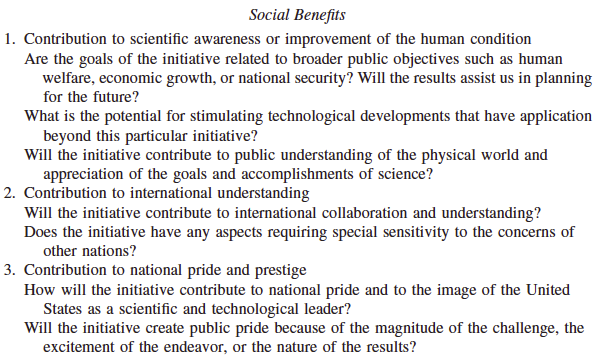 Social Benefits
1. Contribution to scientific awareness or improvement of the human condition
Are the goals of the initiative related to broader public objectives such as human
welfare, economic growth, or national security? Will the results assist us in planning
for the future?
What is the potential for stimulating technological developments that have application
beyond this particular initiative?
Will the initiative contribute to public understanding of the physical world and
appreciation of the goals and accomplishments of science?
2. Contribution to international understanding
Will the initiative contribute to international collaboration and understanding?
Does the initiative have any aspects requiring special sensitivity to the concerns of
other nations?
3. Contribution to national pride and prestige
How will the initiative contribute to national pride and to the image of the United
States as a scientific and technological leader?
Will the initiative create public pride because of the magnitude of the challenge, the
excitement of the endeavor, or the nature of the results?